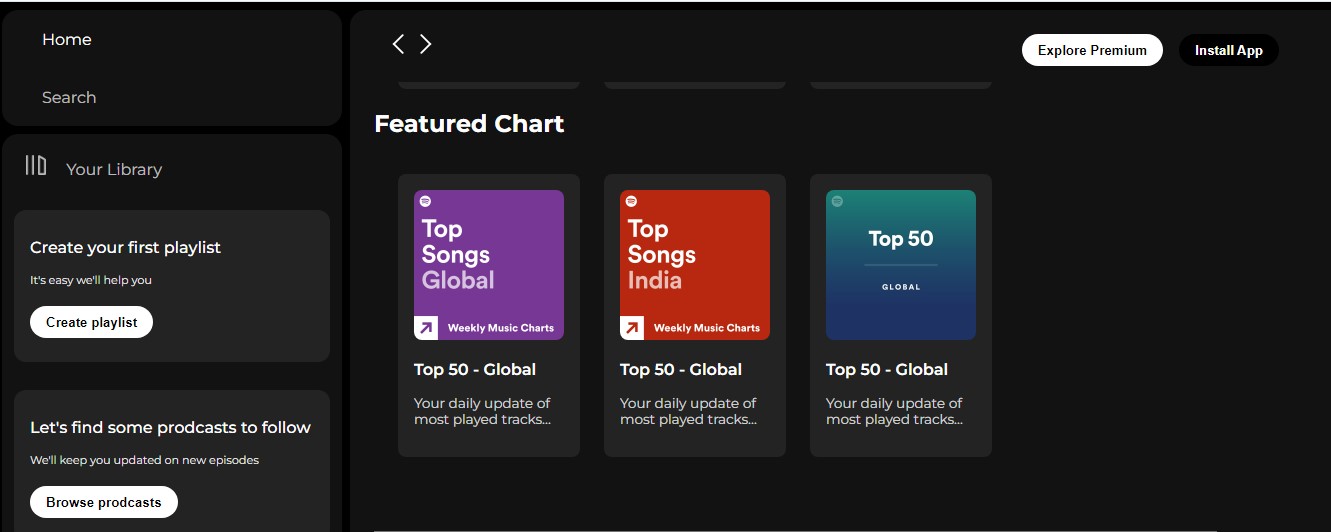 Home
Search
Your Library
Create your first playlist
It's easy we'll help you
Create playlist
Let's find some prodcasts to follow
We'll keep you updated on new episodes
Browse prodcasts
Explore Premium
Install App
Featured Chart
Top
Songs
Global
Weekly Music Charts
Top 50 - Global
Your daily update of
most played tracks...
Top
Songs
India
Weekly Music Charts
Top 50 - Global
Your daily update of
most played tracks...
Top 50
GLOBAL
Top 50 - Global
Your daily update of
most played tracks...